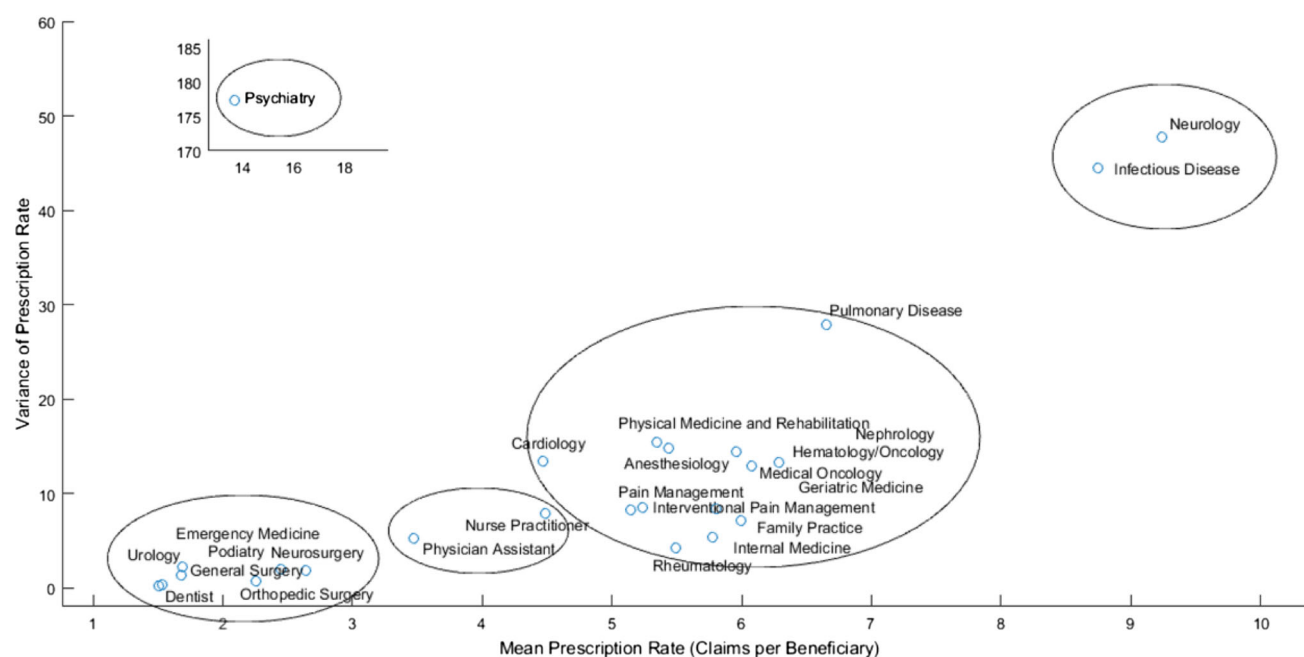 60
50
40
30
20
10
0
Variance of Prescription Rate
185
180
175
170
14 16 18
Psychiatry
Neurology
Infectious Disease
Pulmonary Disease
Physical Medicine and Rehabilitation
Nephrology
Cardiology
Hematology/Oncology
Anesthesiology
Medical Oncology
Geriatric Medicine
Pain Management
Interventional Pain Management
Nurse Practitioner
Family Practice
Physician Assistant
Internal Medicine
Rheumatology
Emergency Medicine
Urology
Podiatry
Neurosurgery
General Surgery
Dentist
Orthopedic Surgery
1 2 3 4 5 6 7 8 9 10
Mean Prescription Rate (Claims per Beneficiary)